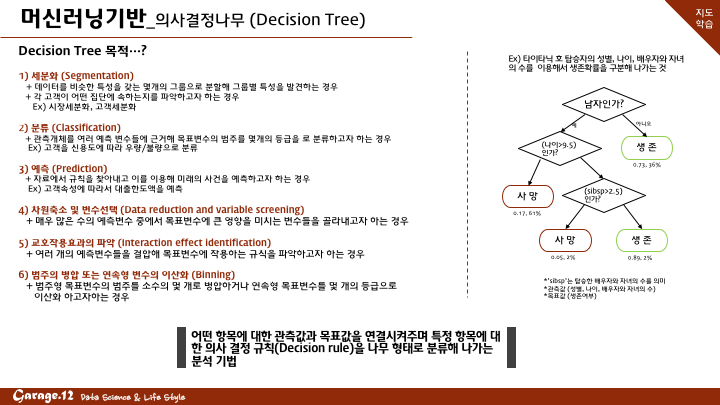 머신러닝기반_의사결정나무 (Decision Tree)
지도
학습
Decision Tree 목적...?
1) 세분화 (Segmentation)
+ 데이터를 비슷한 특성을 갖는 몇개의 그룹으로 분할해 그룹별 특성을 발견하는 경우
+ 각 고객이 어떤 집단에 속하는지를 파악하고자 하는 경우
Ex) 시장세분화, 고객세분화
2) 분류 (Classification)
+ 관측개체를 여러 예측 변수들에 근거해 목표변수의 범주를 몇개의 등급을 로 분류하고자 하는 경우
Ex) 고객을 신용도에 따라 우량/불량으로 분류
3) 예측 (Prediction)
+ 자료에서 규칙을 찾아내고 이를 이용해 미래의 사건을 예측하고자 하는 경우
Ex) 고객속성에 따라서 대출한도액을 예측
4) 사원축소 및 변수선택 (Data reduction and variable screening)
+ 매우 많은 수의 예측변수 중에서 목표변수에 큰 영양을 미시는 변수들을 골라내고자 아는 경우
5) 교호작용효과의 파악 (Interaction effect identification)
+ 여러 개의 예측변수들을 결합해 목표변수에 작용하는 규칙을 파악하고자 하는 경우
6) 범주의 병합 또는 연속형 변수의 이산화 (Binning)
+ 범주형 목표변수의 범주를 소수의 몇 개로 병합하거나 연속형 목표변수를 몇 개의 등급으로
이산화 하고자하는 경우
Ex) 타이타닉 호 탑승자의 성별, 나이, 배우자와 자녀
의 수를 이용해서 생존확률을 구분해 나가는 것
남자인가?
예
아니오
(나이>9.5)
인가?
생 존
0.73, 36%
사 망
0.17, 61%
(sibsp>2.5)
인가?
사 망
0.05, 2%
생 존
0.89, 2%
*'sibsp'는 탑승한 배우자와 자녀의 수를 의미
*관측값 (성별, 나이, 배우자와 자녀의 수)
*목표값 (생존여부)
어떤 항목에 대한 관측값과 목표값을 연결시켜주며 특정 항목에 대
한 의사 결정 규칙(Decision rule)을 나무 형태로 분류해 나가는
분석 기법
Garage.12 Data Science & Life Style